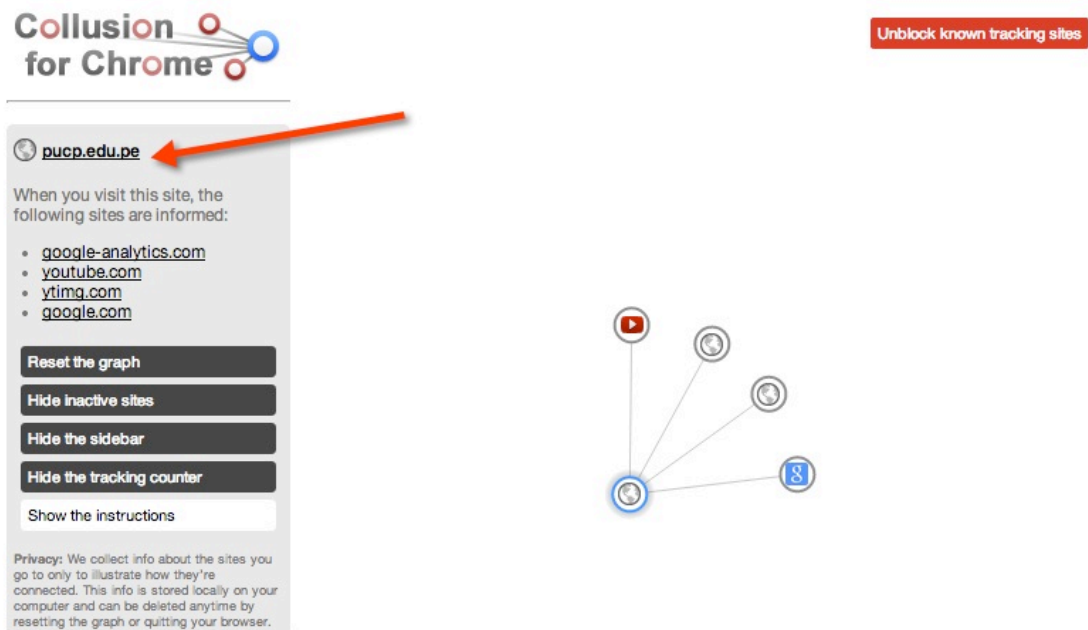 Collusion
for Chrome
Unblock known tracking sites
pucp.edu.pe
When you visit this site, the
following sites are informed:
google-analytics.com
youtube.com
ytimg.com
google.com
Reset the graph
Hide inactive sites
Hide the sidebar
Hide the tracking counter
Show the instructions
Privacy: We collect info about the sites you
go to only to illustrate how they're
connected. This info is stored locally on your
computer and can be deleted anytime by
resetting the graph or quitting your browser.
8